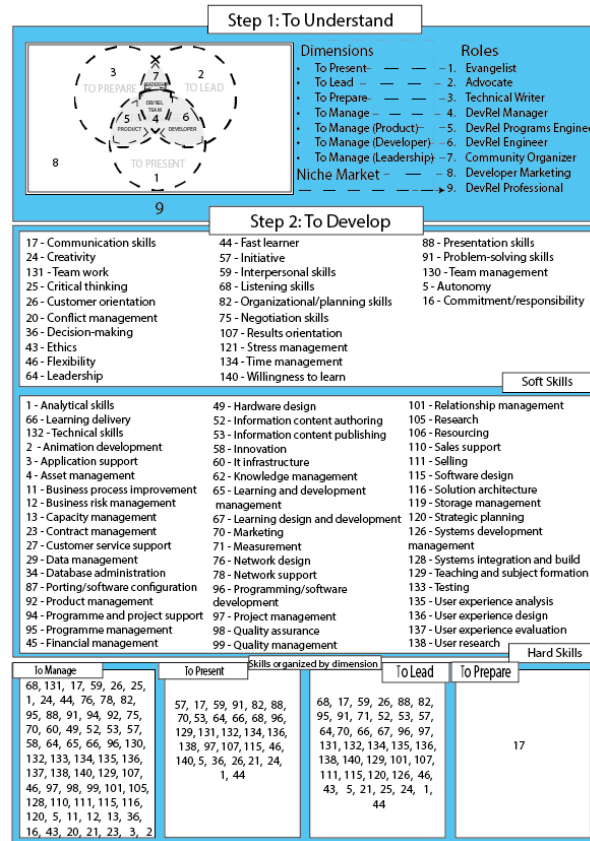 Step 1: To Understand
3
TO PREPARE
7
2
TO LEAD
DEVREL
TEAM
5
PRODUCT
4
6
DEVELOPER
TO PRESENT
1
8
9
Dimensions
• To Present
• To Lead
• To Prepare
• To Manage
• To Manage (Product)
• To Manage (Developer)
• To Manage (Leadership)
Niche Market
Roles
1. Evangelist
2. Advocate
3. Technical Writer
4. DevRel Manager
5. DevRel Programs Enginee
6. DevRel Engineer
7. Community Organizer
8. Developer Marketing
9. DevRel Professional
Step 2: To Develop
17 - Communication skills
24 - Creativity
131 - Team work
25 - Critical thinking
26 - Customer orientation
20 - Conflict management
36 - Decision-making
43 - Ethics
46 - Flexibility
64 - Leadership
44 - Fast learner
57 - Initiative
59 - Interpersonal skills
68 - Listening skills
82 - Organizational/planning skills
75 - Negotiation skills
107 - Results orientation
121 - Stress management
134 - Time management
140 - Willingness to learn
88 - Presentation skills
91 - Problem-solving skills
130 - Team management
5 - Autonomy
16 - Commitment/responsibility
Soft Skills
1 - Analytical skills
66 - Learning delivery
132 - Technical skills
2 - Animation development
3 - Application support
4 - Asset management
11 - Business process improvement
12 - Business risk management
13 - Capacity management
23 - Contract management
27 - Customer service support
29 - Data management
34 - Database administration
87 - Porting/software configuration
92 - Product management
94 - Programme and project support
95 - Programme management
45 - Financial management
49 - Hardware design
52 - Information content authoring
53 - Information content publishing
58 - Innovation
60 - It infrastructure
62 - Knowledge management
65 - Learning and development
management
67 - Learning design and development
70 - Marketing
71 - Measurement
76 - Network design
78 - Network support
96 - Programming/software
development
97 - Project management
98 - Quality assurance
99 - Quality management
101 - Relationship management
105 - Research
106 - Resourcing
110 - Sales support
111 - Selling
115 - Software design
116 - Solution architecture
119 - Storage management
120 - Strategic planning
126 - Systems development
management
128 - Systems integration and build
129 - Teaching and subject formation
133 - Testing
135 - User experience analysis
136 - User experience design
137 - User experience evaluation
138 - User research
Hard Skills
Skills organized by dimension
To Manage
68, 131, 17, 59, 26, 25,
1, 24, 44, 76, 78, 82,
95, 88, 91, 94, 92, 75,
70, 60, 49, 52, 53, 57,
58, 64, 65, 66, 96, 130,
132, 133, 134, 135, 136,
137, 138, 140, 129, 107,
46, 97, 98, 99, 101, 105,
128, 110, 111, 115, 116,
120, 5, 11, 12, 13, 36,
16, 43, 20, 21, 23, 3, 2
To Present
57, 17, 59, 91, 82, 88,
70, 53, 64, 66, 68, 96,
129, 131, 132, 134, 136,
138, 97, 107, 115, 46,
140, 5, 36, 26, 21, 24,
1, 44
To Lead
68, 17, 59, 26, 88, 82,
95, 91, 71, 52, 53, 57,
64, 70, 66, 67, 96, 97,
131, 132, 134, 135, 136,
138, 140, 129, 101, 107,
111, 115, 120, 126, 46,
43, 5, 21, 25, 24, 1,
44
To Prepare
17